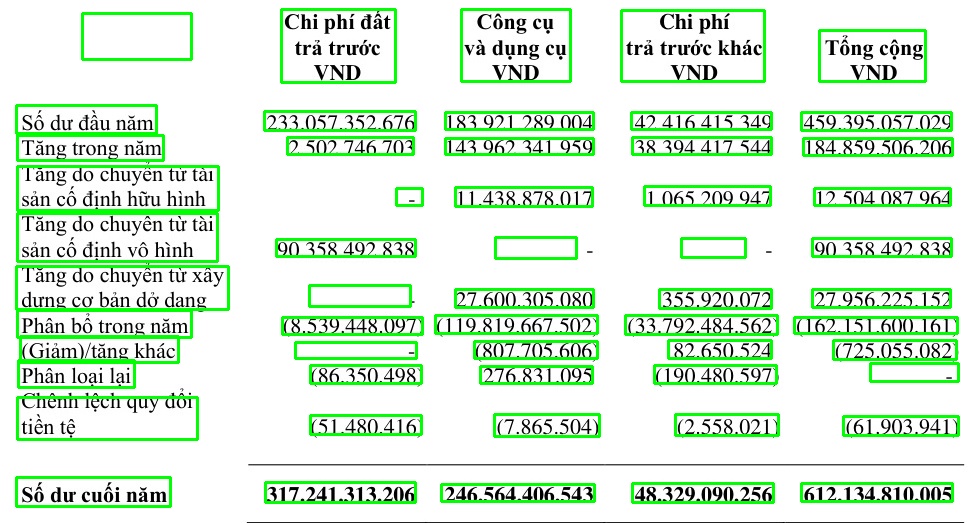 Chi phí đất trả trước VND Công cụ và dụng cụ VND Chi phí trả trước khác VND Tổng cộng VND
Số dư đầu năm 233.057.352.676 183.921.289.004 42.416.415.349 459.395.057.029
Tăng trong năm 2.502.746.703 143.962.341.959 38.394.417.544 184.859.506.206
Tăng do chuyển từ tài
sản cố định hữu hình - 11.438.878.017 1.065.209.947 12.504.087.964
Tăng do chuyển từ tài
sản cố định vô hình 90.358.492.838 - - 90.358.492.838
Tăng do chuyển từ xây
dựng cơ bản dở dang - 27.600.305.080 355.920.072 27.956.225.152
Phân bổ trong năm (8.539.448.097) (119.819.667.502) (33.792.484.562) (162.151.600.161)
(Giảm)/tăng khác - (807.705.606) 82.650.524 (725.055.082)
Phân loại lại (86.350.498) 276.831.095 (190.480.597) -
Chênh lệch quy đổi
tiền tệ (51.480.416) (7.865.504) (2.558.021) (61.903.941)
Số dư cuối năm 317.241.313.206 246.564.406.543 48.329.090.256 612.134.810.005